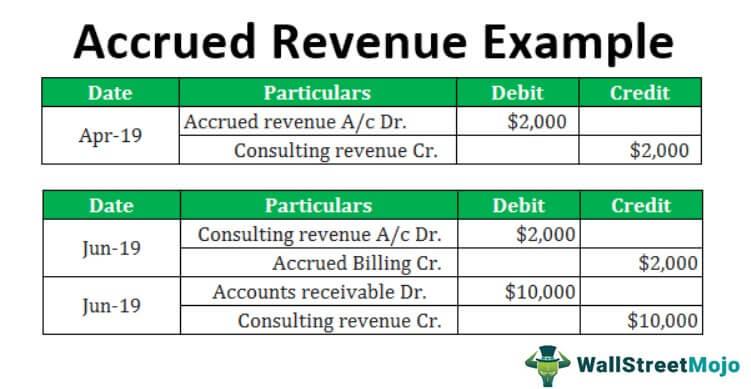 Accrued Revenue Example
Date Particulars Debit Credit
Apr-19 Accrued revenue A/c Dr. $2,000
Consulting revenue Cr. $2,000
Date Particulars Debit Credit
Jun-19 Consulting revenue A/c Dr. $2,000
Accrued Billing Cr. $2,000
Jun-19 Accounts receivable Dr. $10,000
Consulting revenue Cr. $10,000
WallStreetMojo